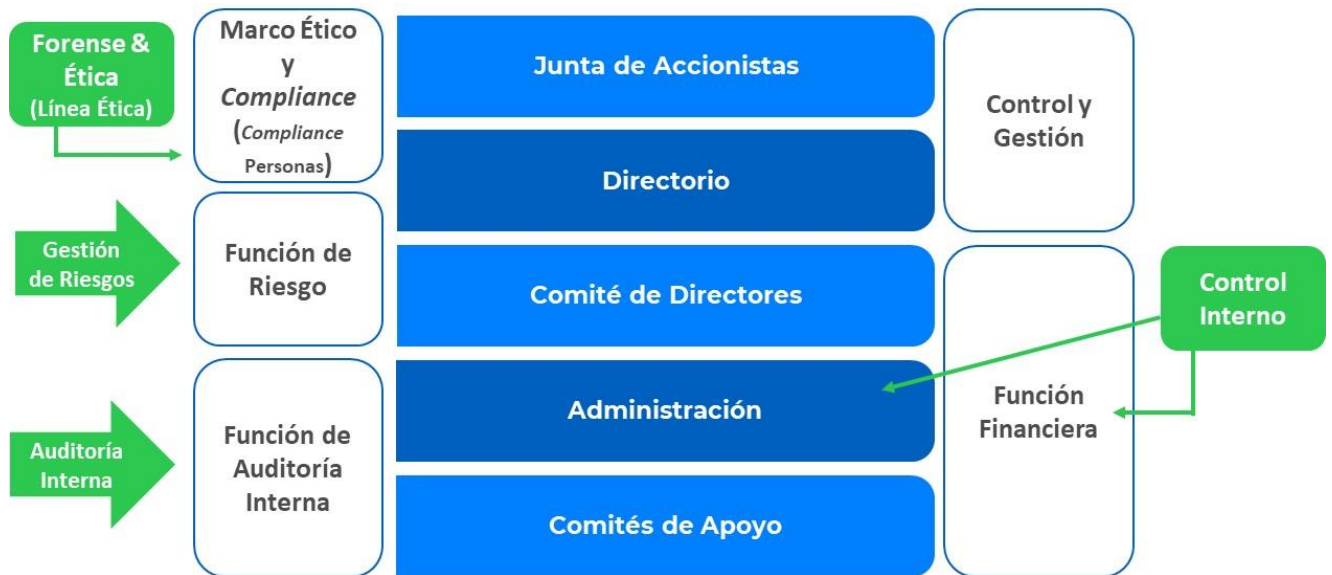 Forense &
Ética
(Línea Ética)
Marco Ético
y
Compliance
(Compliance
Personas)
Junta de Accionistas
Control y
Gestión
Directorio
Gestión
de Riesgos
Función de
Riesgo
Comité de Directores
Control
Interno
Administración
Función
Financiera
Auditoría
Interna
Función de
Auditoría
Interna
Comités de Apoyo